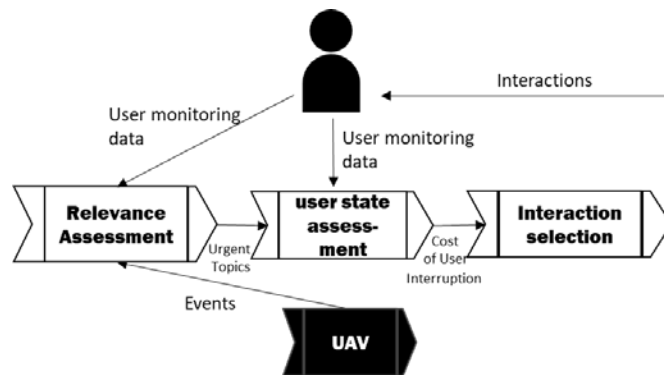 Interactions
User monitoring
data
User monitoring
data
Relevance
Assessment
Urgent
Topics
user state
assess-
ment
Cost
of User
Interruption
Interaction
selection
Events
UAV